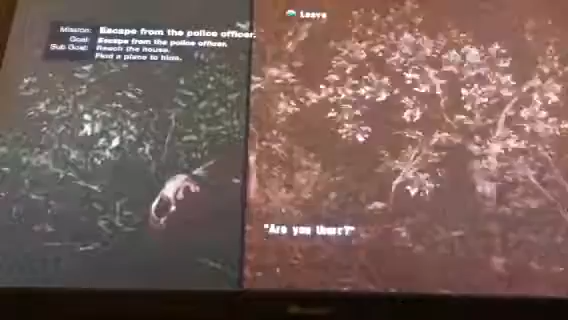 Mission: Escape from the police officer.
Goal: Escape from the police officer.
Sub Goal: Reach the house.
Find a place to hide.
Leave
"Are you there?"